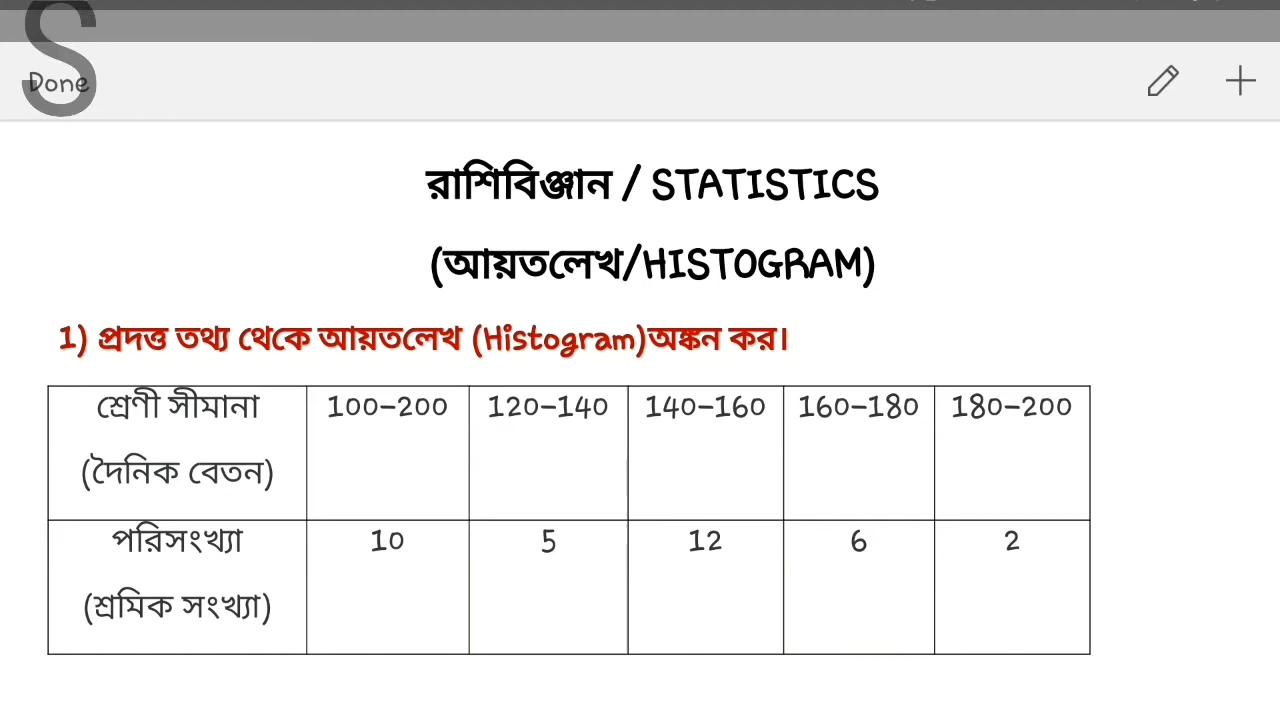 S
Done
রাশিবিঞ্জান / STATISTICS
(আয়তলেখ/HISTOGRAM)
1) প্রদত্ত তথ্য থেকে আয়তলেখ (Histogram)অঙ্কন কর।
শ্রেণী সীমানা 100-200 120-140 140-160 160-180 180-200
(দৈনিক বেতন)
পরিসংখ্যা 10 5 12 6 2
(শ্রমিক সংখ্যা)